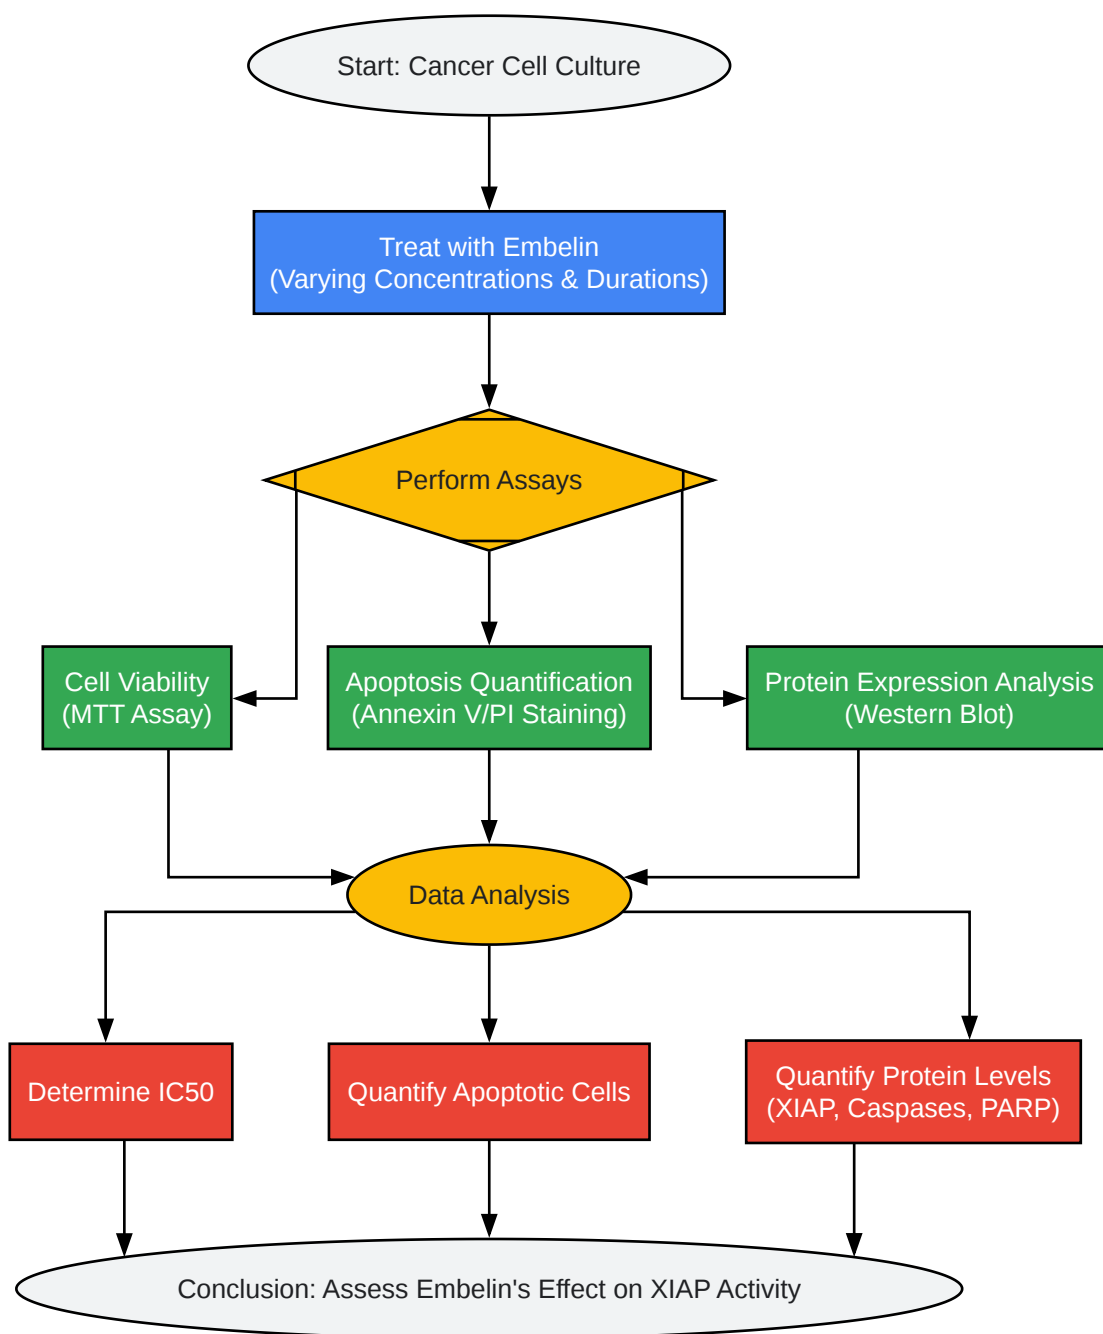 Start: Cancer Cell Culture
Treat with Embelin
(Varying Concentrations & Durations)
Perform Assays
Cell Viability
(MTT Assay)
Apoptosis Quantification
(Annexin V/PI Staining)
Protein Expression Analysis
(Western Blot)
Data Analysis
Determine IC50
Quantify Apoptotic Cells
Quantify Protein Levels
(XIAP, Caspases, PARP)
Conclusion: Assess Embelin's Effect on XIAP Activity